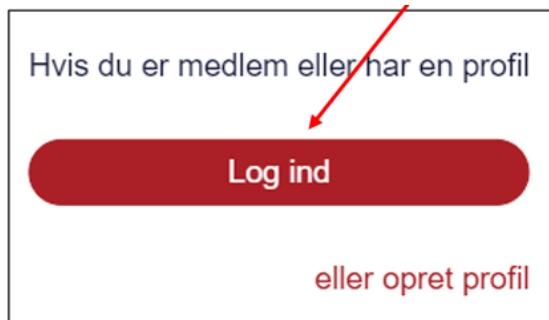 Hvis du er medlem eller har en profil
Log ind
eller opret profil